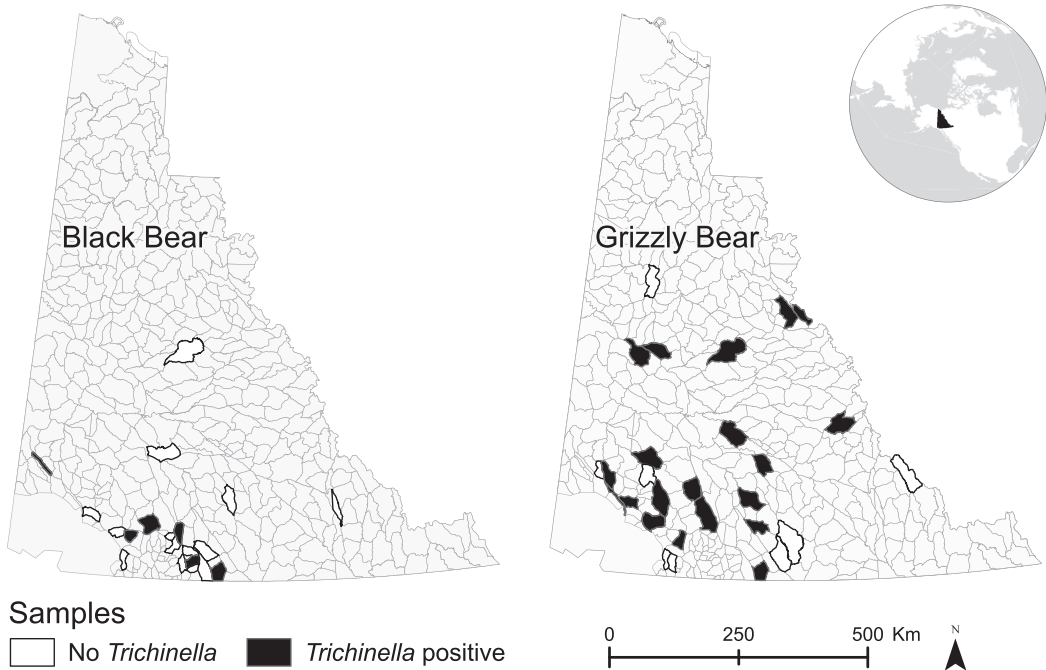 Black Bear
Grizzly Bear
Samples
No Trichinella
Trichinella positive
0 250 500 Km
N